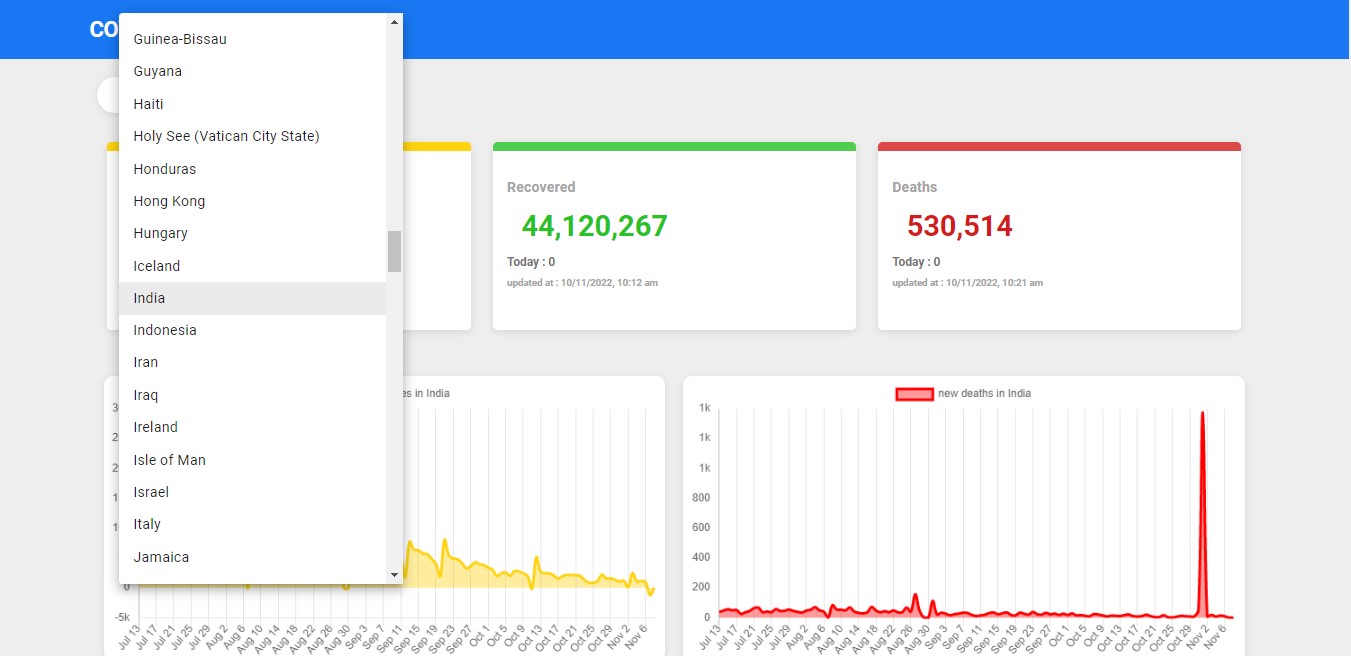 CO
Guinea-Bissau
Guyana
Haiti
Holy See (Vatican City State)
Honduras
Hong Kong
Hungary
Iceland
India
Indonesia
Iran
Iraq
Ireland
Isle of Man
Israel
Italy
Jamaica
Recovered
44,120,267
Today : 0
updated at : 10/11/2022, 10:12 am
Deaths
530,514
Today : 0
updated at : 10/11/2022, 10:21 am
es in India
3
2
2
1
1
0
-5k
Jul 13 Jul 17 Jul 21 Jul 25 Jul 29 Aug 2 Aug 6 Aug 10 Aug 14 Aug 18 Aug 22 Aug 26 Aug 30 Sep 3 Sep 7 Sep 11 Sep 15 Sep 19 Sep 23 Sep 27 Oct 1 Oct 5 Oct 9 Oct 13 Oct 17 Oct 21 Oct 25 Oct 29 Nov 2 Nov 6
new deaths in India
1k
1k
1k
800
600
400
200
0
Jul 13 Jul 17 Jul 21 Jul 25 Jul 29 Aug 2 Aug 6 Aug 10 Aug 14 Aug 18 Aug 22 Aug 26 Aug 30 Sep 3 Sep 7 Sep 11 Sep 15 Sep 19 Sep 23 Sep 27 Oct 1 Oct 5 Oct 9 Oct 13 Oct 17 Oct 21 Oct 25 Oct 29 Nov 2 Nov 6